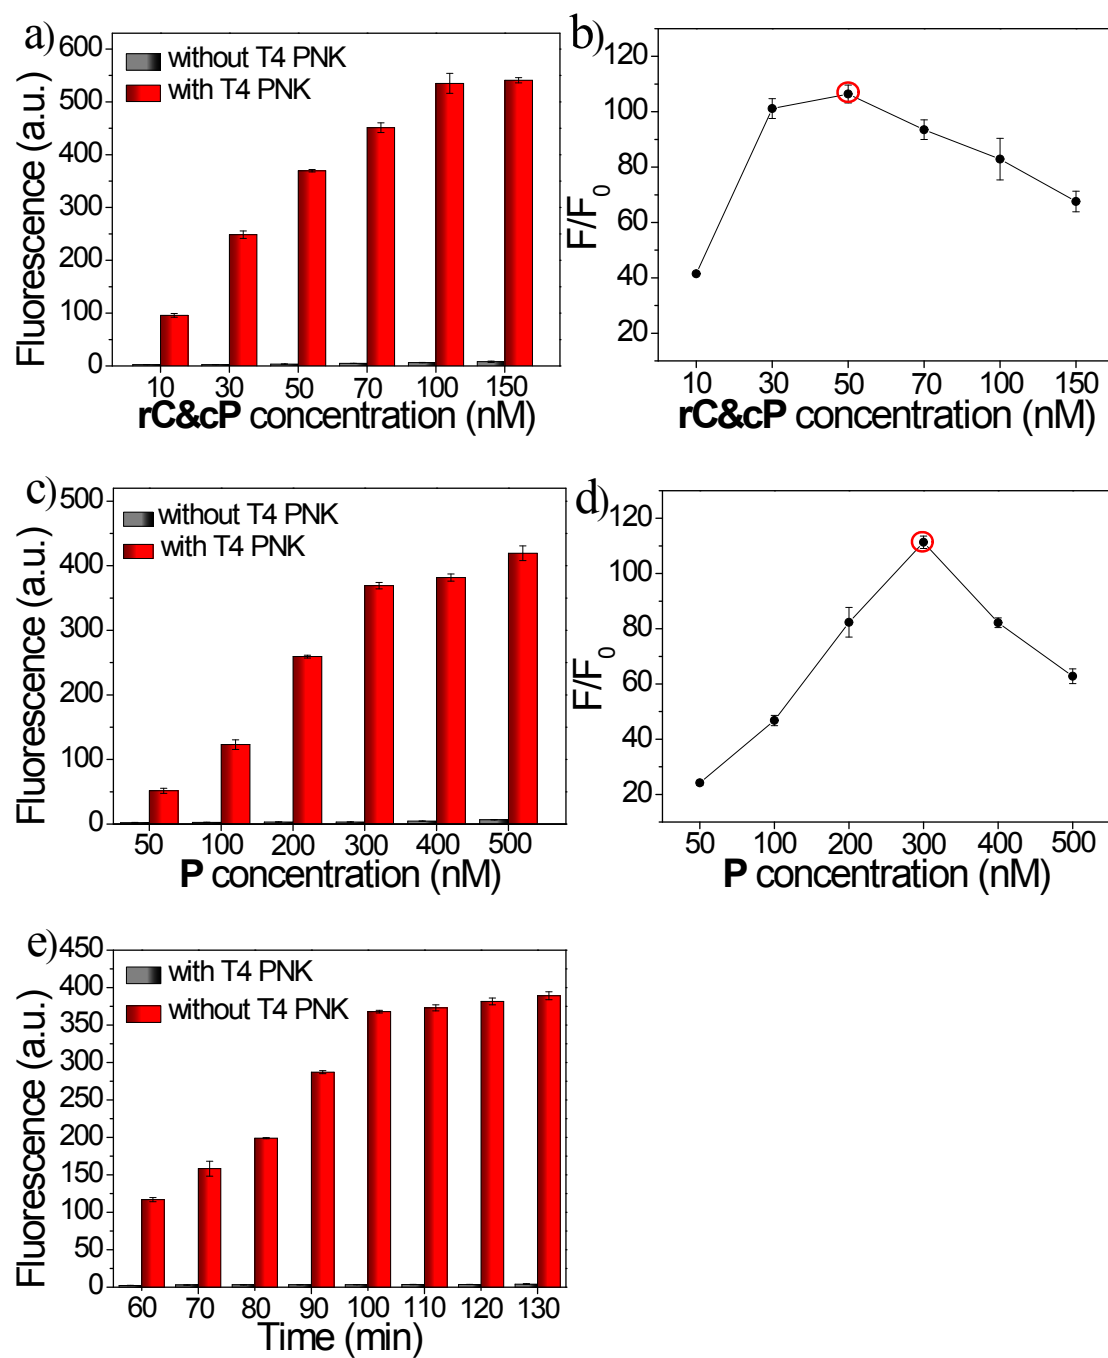 a)
600
500
400
300
200
100
0
Fluorescence (a.u.)
without T4 PNK
with T4 PNK
10 30 50 70 100 150
rC&cP concentration (nM)
b)
120
100
80
60
40
20
F/F0
10 30 50 70 100 150
rC&cP concentration (nM)
c)
500
400
300
200
100
0
Fluorescence (a.u.)
without T4 PNK
with T4 PNK
50 100 200 300 400 500
P concentration (nM)
d)
120
100
80
60
40
20
F/F0
50 100 200 300 400 500
P concentration (nM)
e)
450
400
350
300
250
200
150
100
50
0
Fluorescence (a.u.)
with T4 PNK
without T4 PNK
60 70 80 90 100 110 120 130
Time (min)